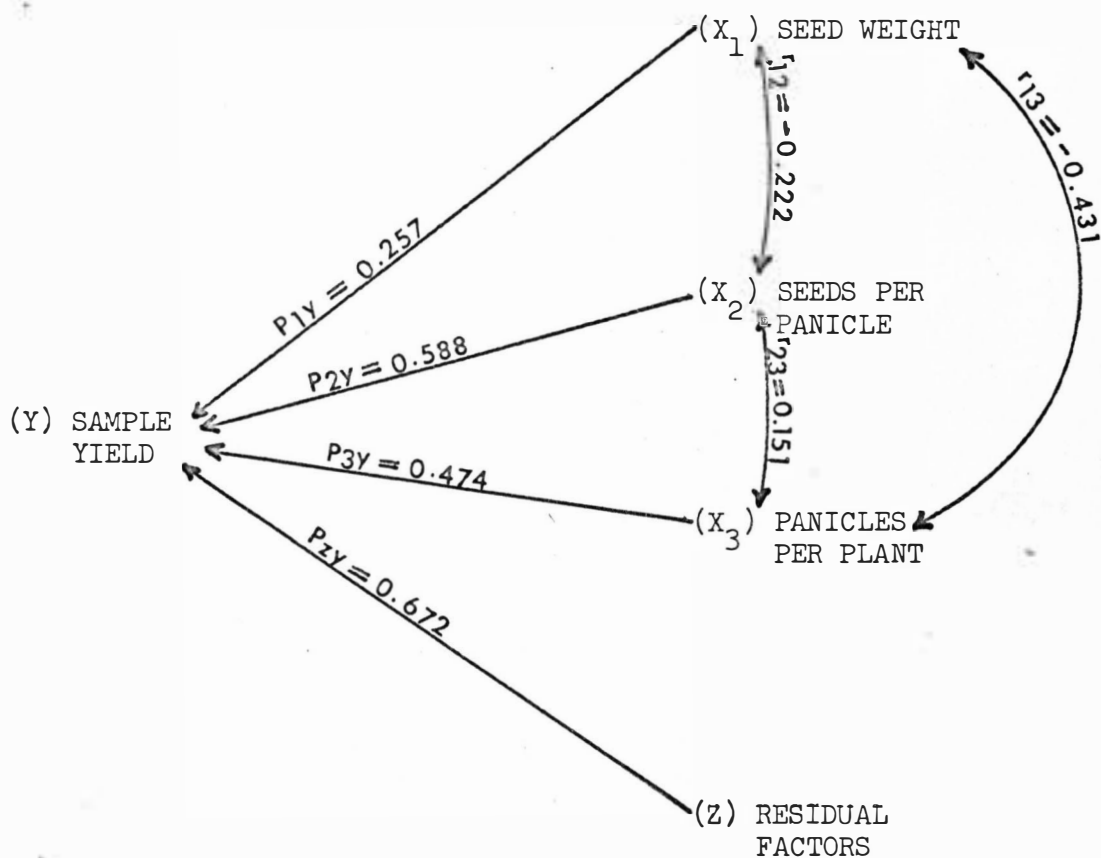 (X1) SEED WEIGHT
r12 = -0.222
r13 = -0.431
P1Y = 0.257
(X2) SEEDS PER
PANICLE
P2Y = 0.588
r23=0.151
(Y) SAMPLE
YIELD
P3Y = 0.474
(X3) PANICLES
PER PLANT
PZY = 0.672
(Z) RESIDUAL
FACTORS